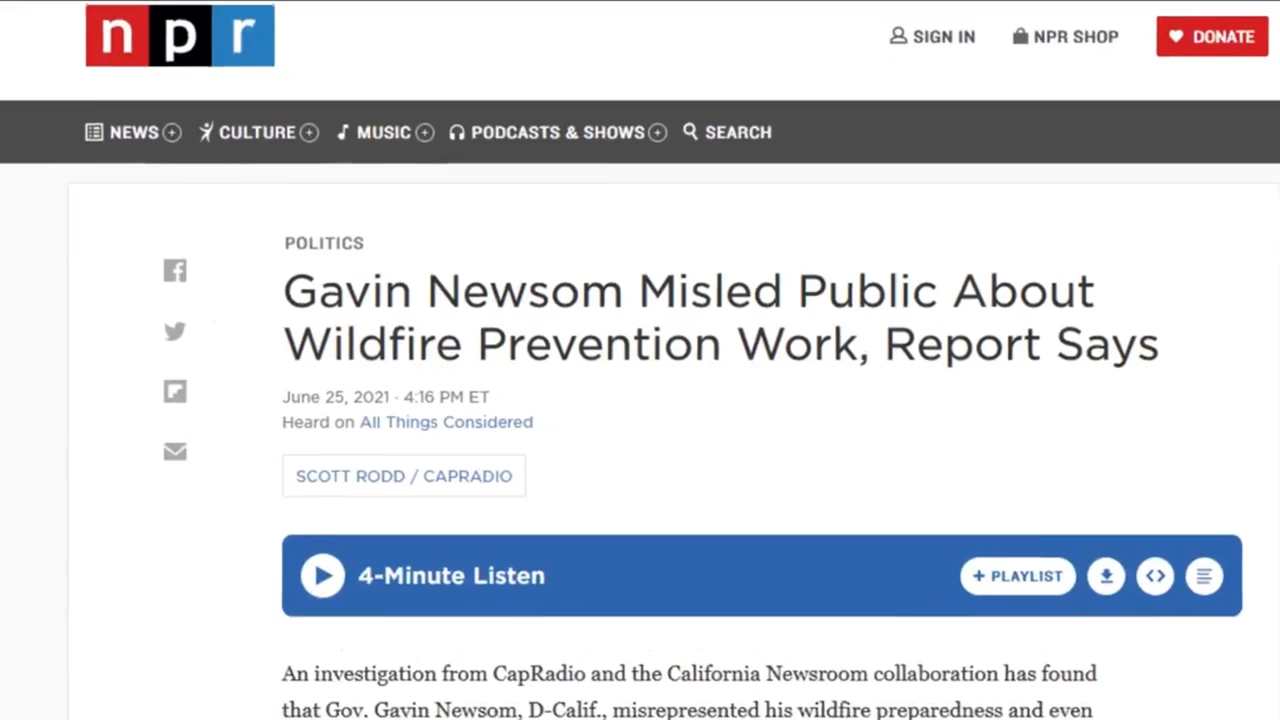 npr
SIGN IN
NPR SHOP
DONATE
NEWS
CULTURE
MUSIC
PODCASTS & SHOWS
SEARCH
POLITICS
Gavin Newsom Misled Public About
Wildfire Prevention Work, Report Says
June 25, 2021 · 4:16 PM ET
Heard on All Things Considered
SCOTT RODD / CAPRADIO
4-Minute Listen
+ PLAYLIST
An investigation from CapRadio and the California Newsroom collaboration has found
that Gov. Gavin Newsom, D-Calif., misrepresented his wildfire preparedness and even